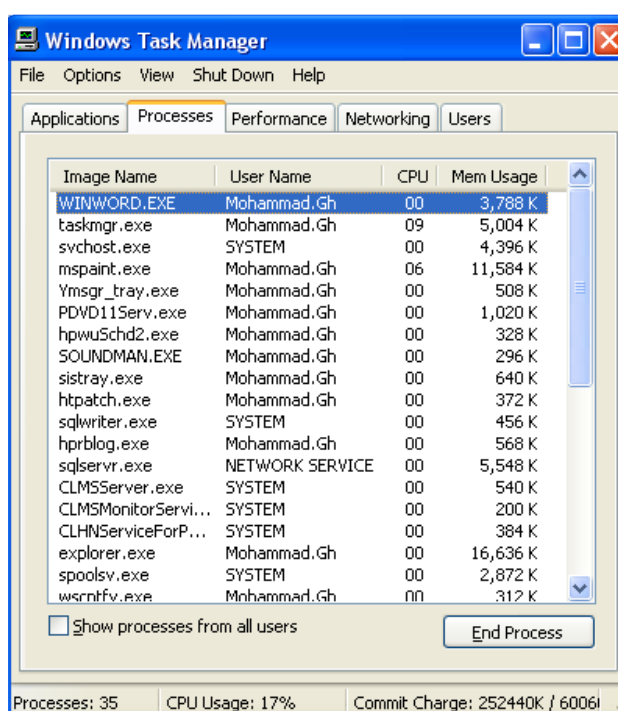 Windows Task Manager
File Options View Shut Down Help
Applications Processes Performance Networking Users
Image Name User Name CPU Mem Usage
WINWORD.EXE Mohammad.Gh 00 3,788 K
taskmgr.exe Mohammad.Gh 09 5,004 K
svchost.exe SYSTEM 00 4,396 K
mspaint.exe Mohammad.Gh 06 11,584 K
Ymsgr_tray.exe Mohammad.Gh 00 508 K
PDVD11Serv.exe Mohammad.Gh 00 1,020 K
hpwuSchd2.exe Mohammad.Gh 00 328 K
SOUNDMAN.EXE Mohammad.Gh 00 296 K
sistray.exe Mohammad.Gh 00 640 K
htpatch.exe Mohammad.Gh 00 372 K
sqlwriter.exe SYSTEM 00 456 K
hprblog.exe Mohammad.Gh 00 568 K
sqlservr.exe NETWORK SERVICE 00 5,548 K
CLMSServer.exe SYSTEM 00 540 K
CLMSMonitorServi... SYSTEM 00 200 K
CLHNServiceForP... SYSTEM 00 384 K
explorer.exe Mohammad.Gh 00 16,636 K
spoolsv.exe SYSTEM 00 2,872 K
wscntfy.exe Mohammad.Gh 00 312 K
Show processes from all users
End Process
Processes: 35 CPU Usage: 17% Commit Charge: 252440K / 6006